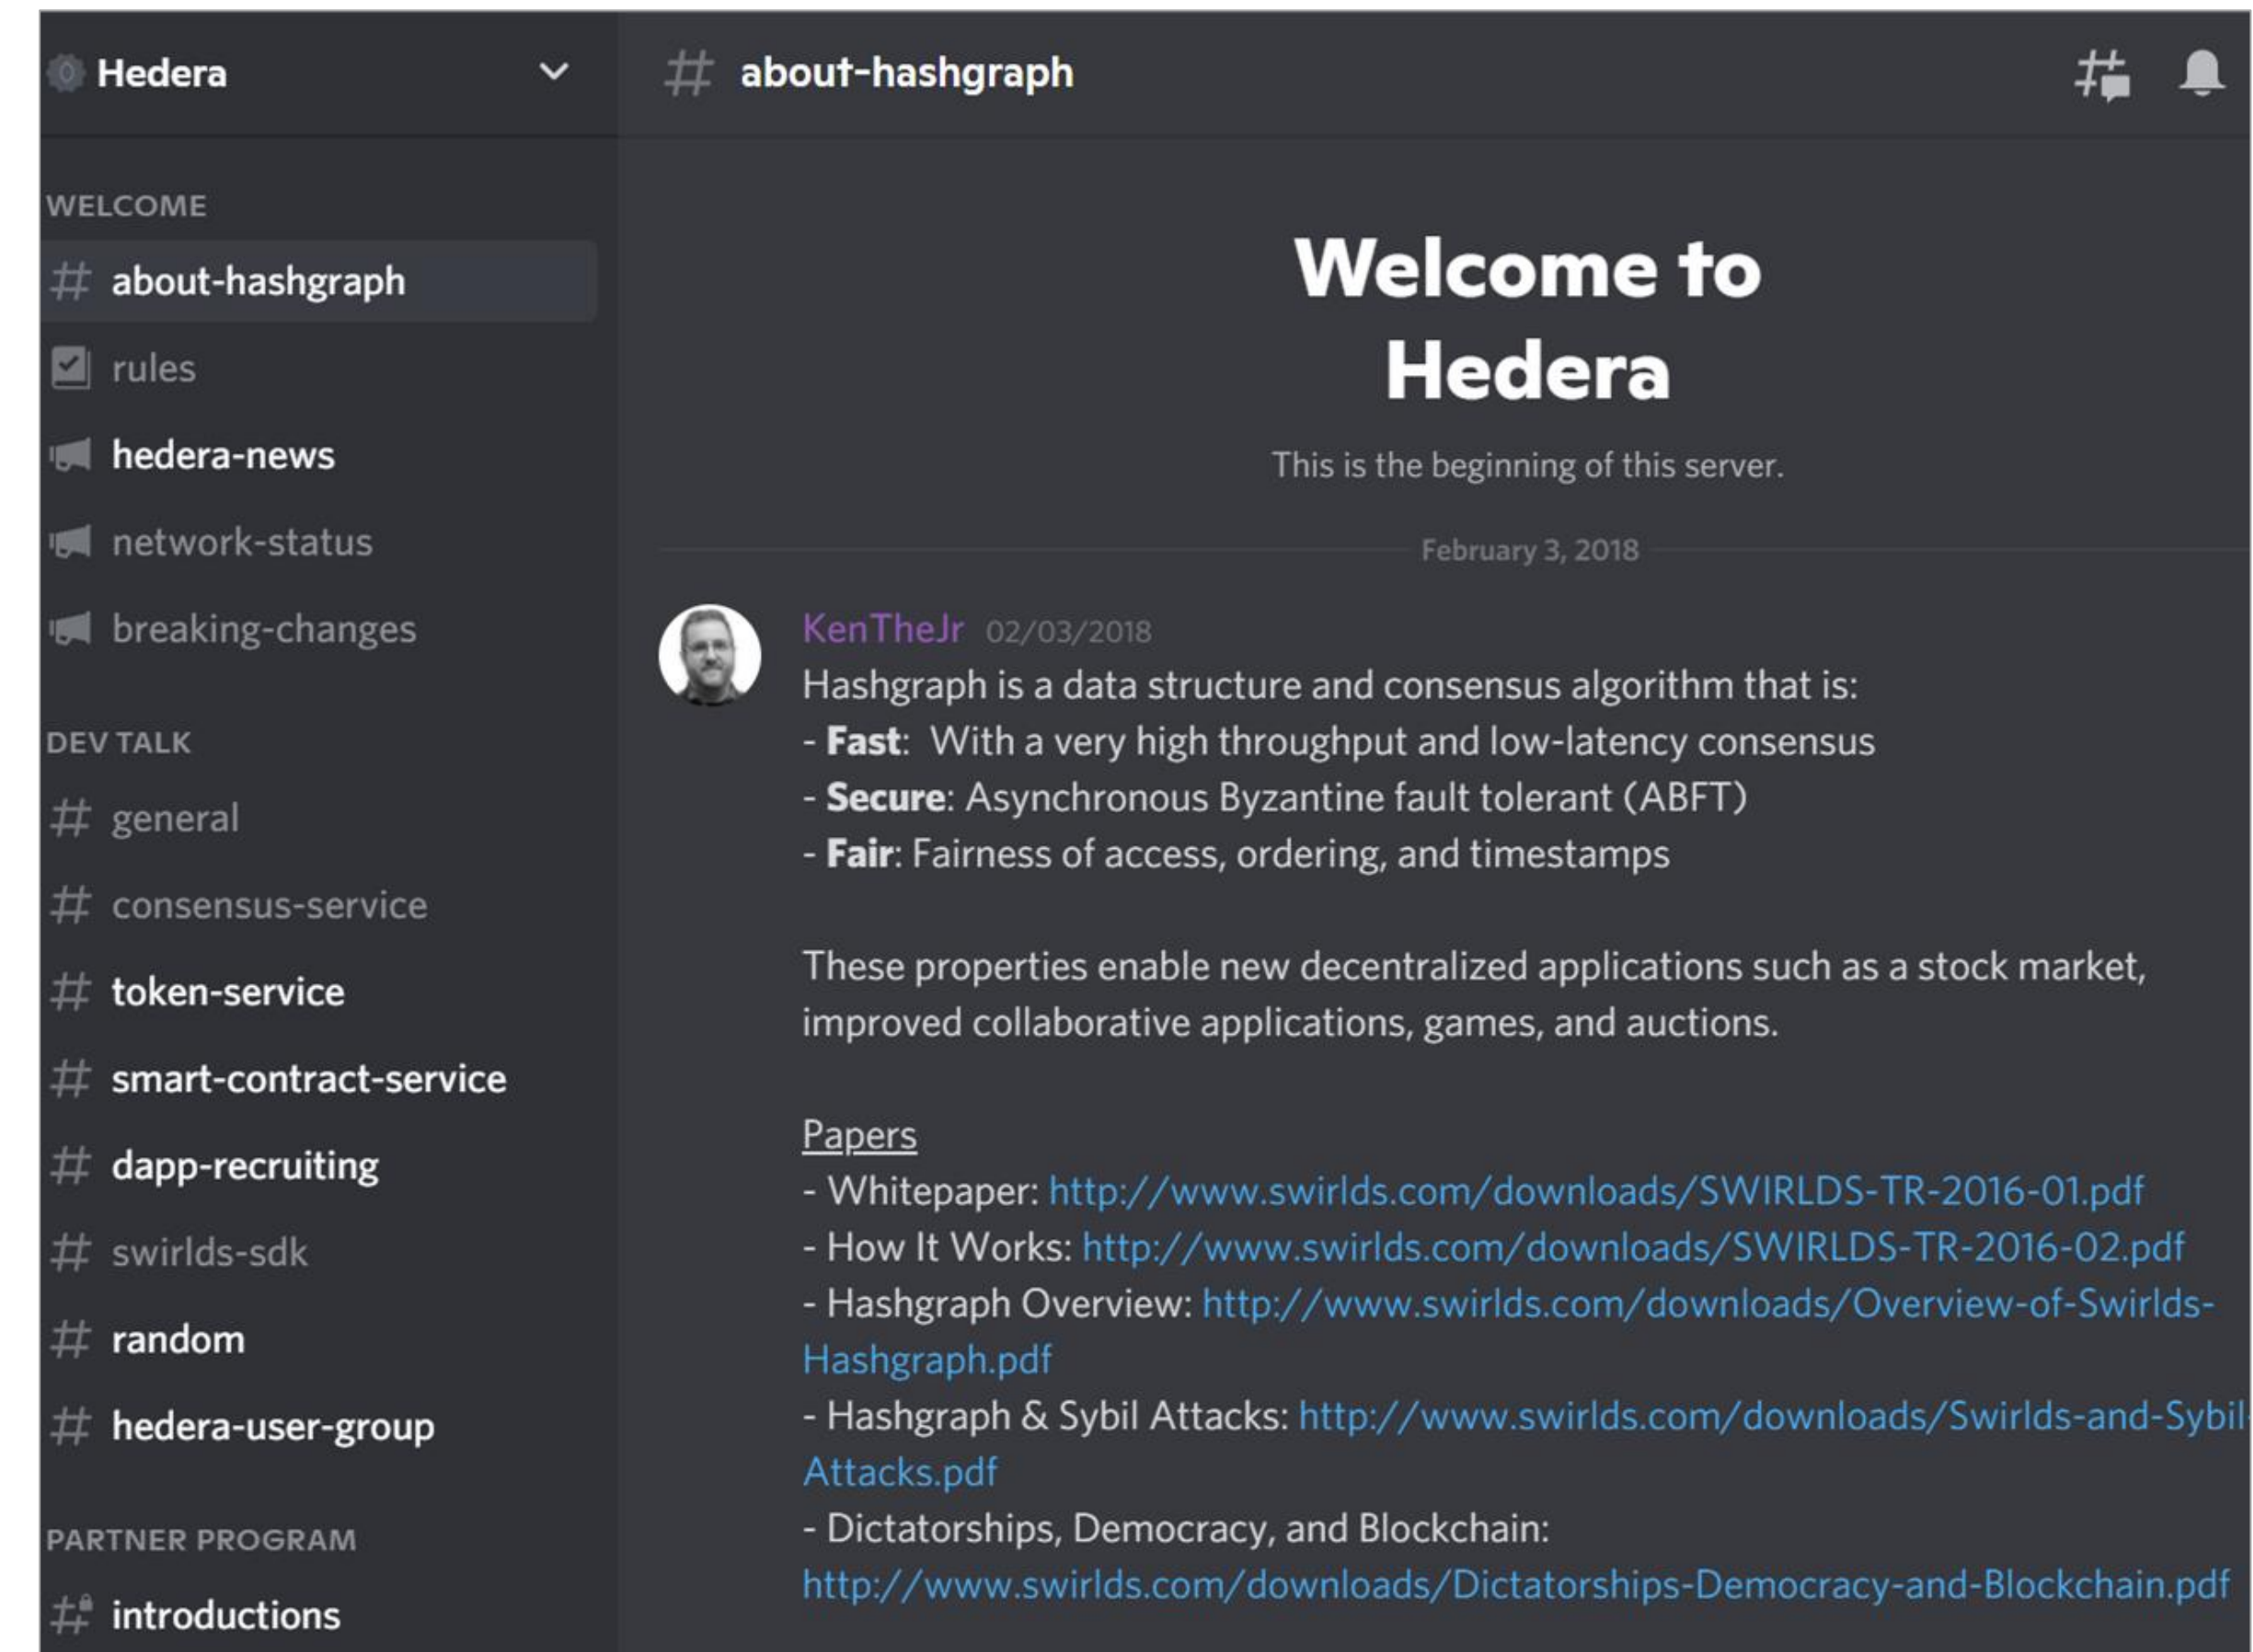 Hedera
WELCOME
about-hashgraph
rules
hedera-news
network-status
breaking-changes
DEV TALK
general
consensus-service
token-service
smart-contract-service
dapp-recruiting
swirlds-sdk
random
hedera-user-group
PARTNER PROGRAM
introductions
# about-hashgraph
Welcome to
Hedera
This is the beginning of this server.
February 3, 2018
KenTheJr 02/03/2018
Hashgraph is a data structure and consensus algorithm that is:
- Fast: With a very high throughput and low-latency consensus
- Secure: Asynchronous Byzantine fault tolerant (ABFT)
- Fair: Fairness of access, ordering, and timestamps
These properties enable new decentralized applications such as a stock market,
improved collaborative applications, games, and auctions.
Papers
- Whitepaper: http://www.swirlds.com/downloads/SWIRLDS-TR-2016-01.pdf
- How It Works: http://www.swirlds.com/downloads/SWIRLDS-TR-2016-02.pdf
- Hashgraph Overview: http://www.swirlds.com/downloads/Overview-of-Swirlds-
Hashgraph.pdf
- Hashgraph & Sybil Attacks: http://www.swirlds.com/downloads/Swirlds-and-Sybil-
Attacks.pdf
- Dictatorships, Democracy, and Blockchain:
http://www.swirlds.com/downloads/Dictatorships-Democracy-and-Blockchain.pdf